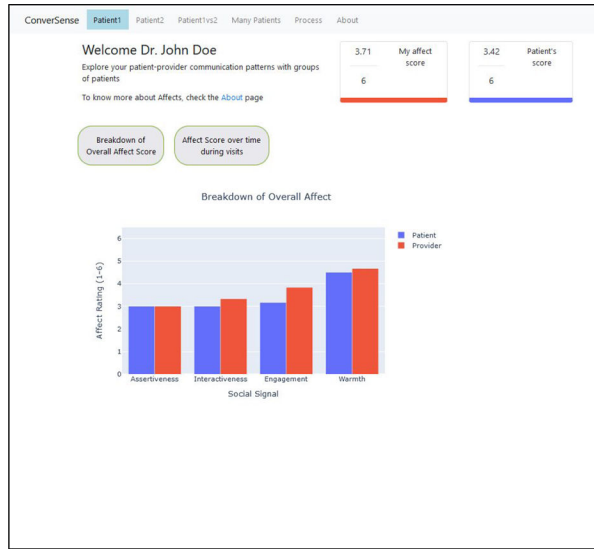 ConverSense Patient1 Patient2 Patient1vs2 Many Patients Process About
Welcome Dr. John Doe
Explore your patient-provider communication patterns with groups
of patients
To know more about Affects, check the About page
3.71 My affect
score
6
3.42 Patient's
score
6
Breakdown of
Overall Affect Score
Affect Score over time
during visits
Breakdown of Overall Affect
Patient
Provider
Affect Rating (1-6)
6
5
4
3
2
1
0
Assertiveness Interactiveness Engagement Warmth
Social Signal